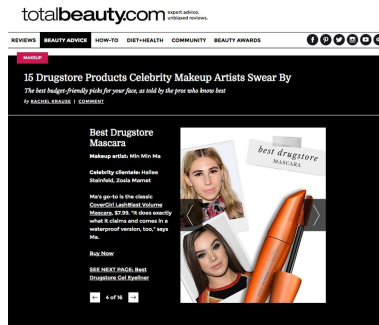 totalbeauty.com expert advice.
unbiased reviews.
REVIEWS BEAUTY ADVICE HOW-TO DIET+HEALTH COMMUNITY BEAUTY AWARDS
MAKEUP
15 Drugstore Products Celebrity Makeup Artists Swear By
The best budget-friendly picks for your face, as told by the pros who know best
by RACHEL KRAUSE | COMMENT
Best Drugstore
Mascara
Makeup artist: Min Min Ma
Celebrity clientele: Hailee
Steinfeld, Zosia Mamet
Ma's go-to is the classic
CoverGirl LashBlast Volume
Mascara, $7.99. "It does exactly
what it claims and comes in a
waterproof version, too," says
Ma.
Buy Now
SEE NEXT PAGE: Best
Drugstore Gel Eyeliner
← 4 of 16 →
best drugstore
MASCARA